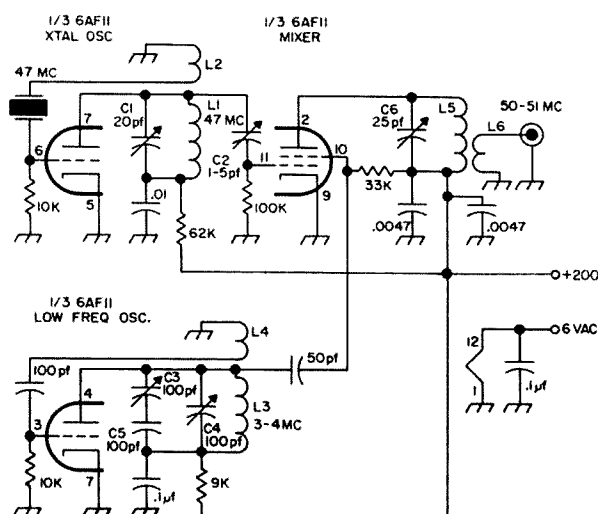 1/3 6AF11
XTAL OSC
1/3 6AF11
MIXER
47 MC
L2
7
C1
20pf
L1
47 MC
2
C6
25pf
L5
L6
50-51 MC
6
C2
1-5pf
11
10
33K
10K
5
.01
100K
9
.0047
.0047
62K
+200
1/3 6AF11
LOW FREQ OSC.
L4
12
6 VAC
100pf
4
C3
100pf
50pf
1
.1µf
3
C5
100pf
C4
100pf
L3
3-4MC
10K
7
.1µf
9K